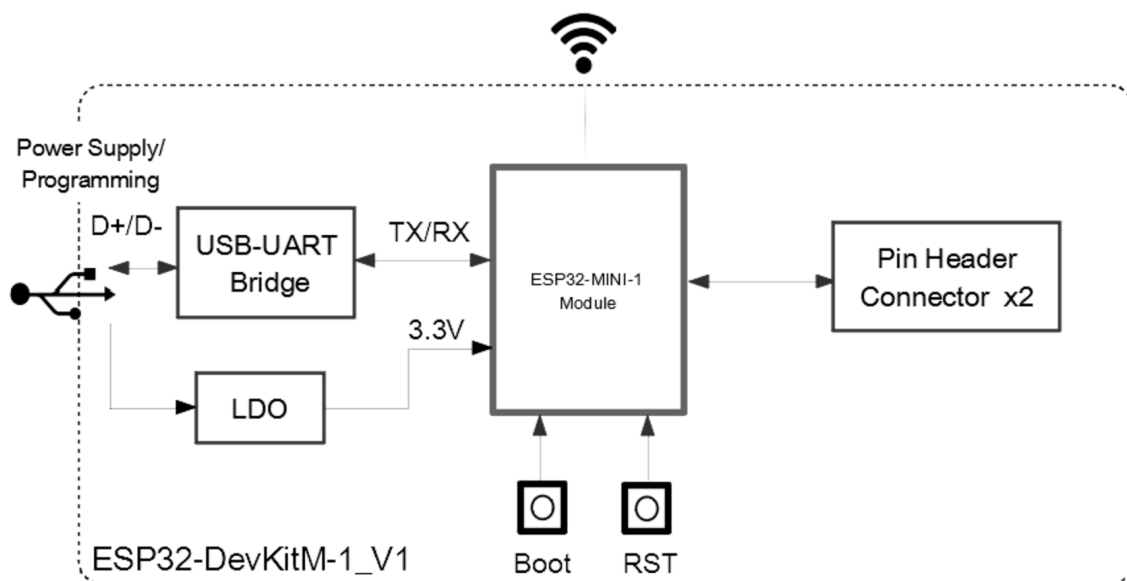 Power Supply/
Programming
D+/D-
USB-UART
Bridge
TX/RX
ESP32-MINI-1
Module
Pin Header
Connector x2
3.3V
LDO
Boot
RST
ESP32-DevKitM-1_V1